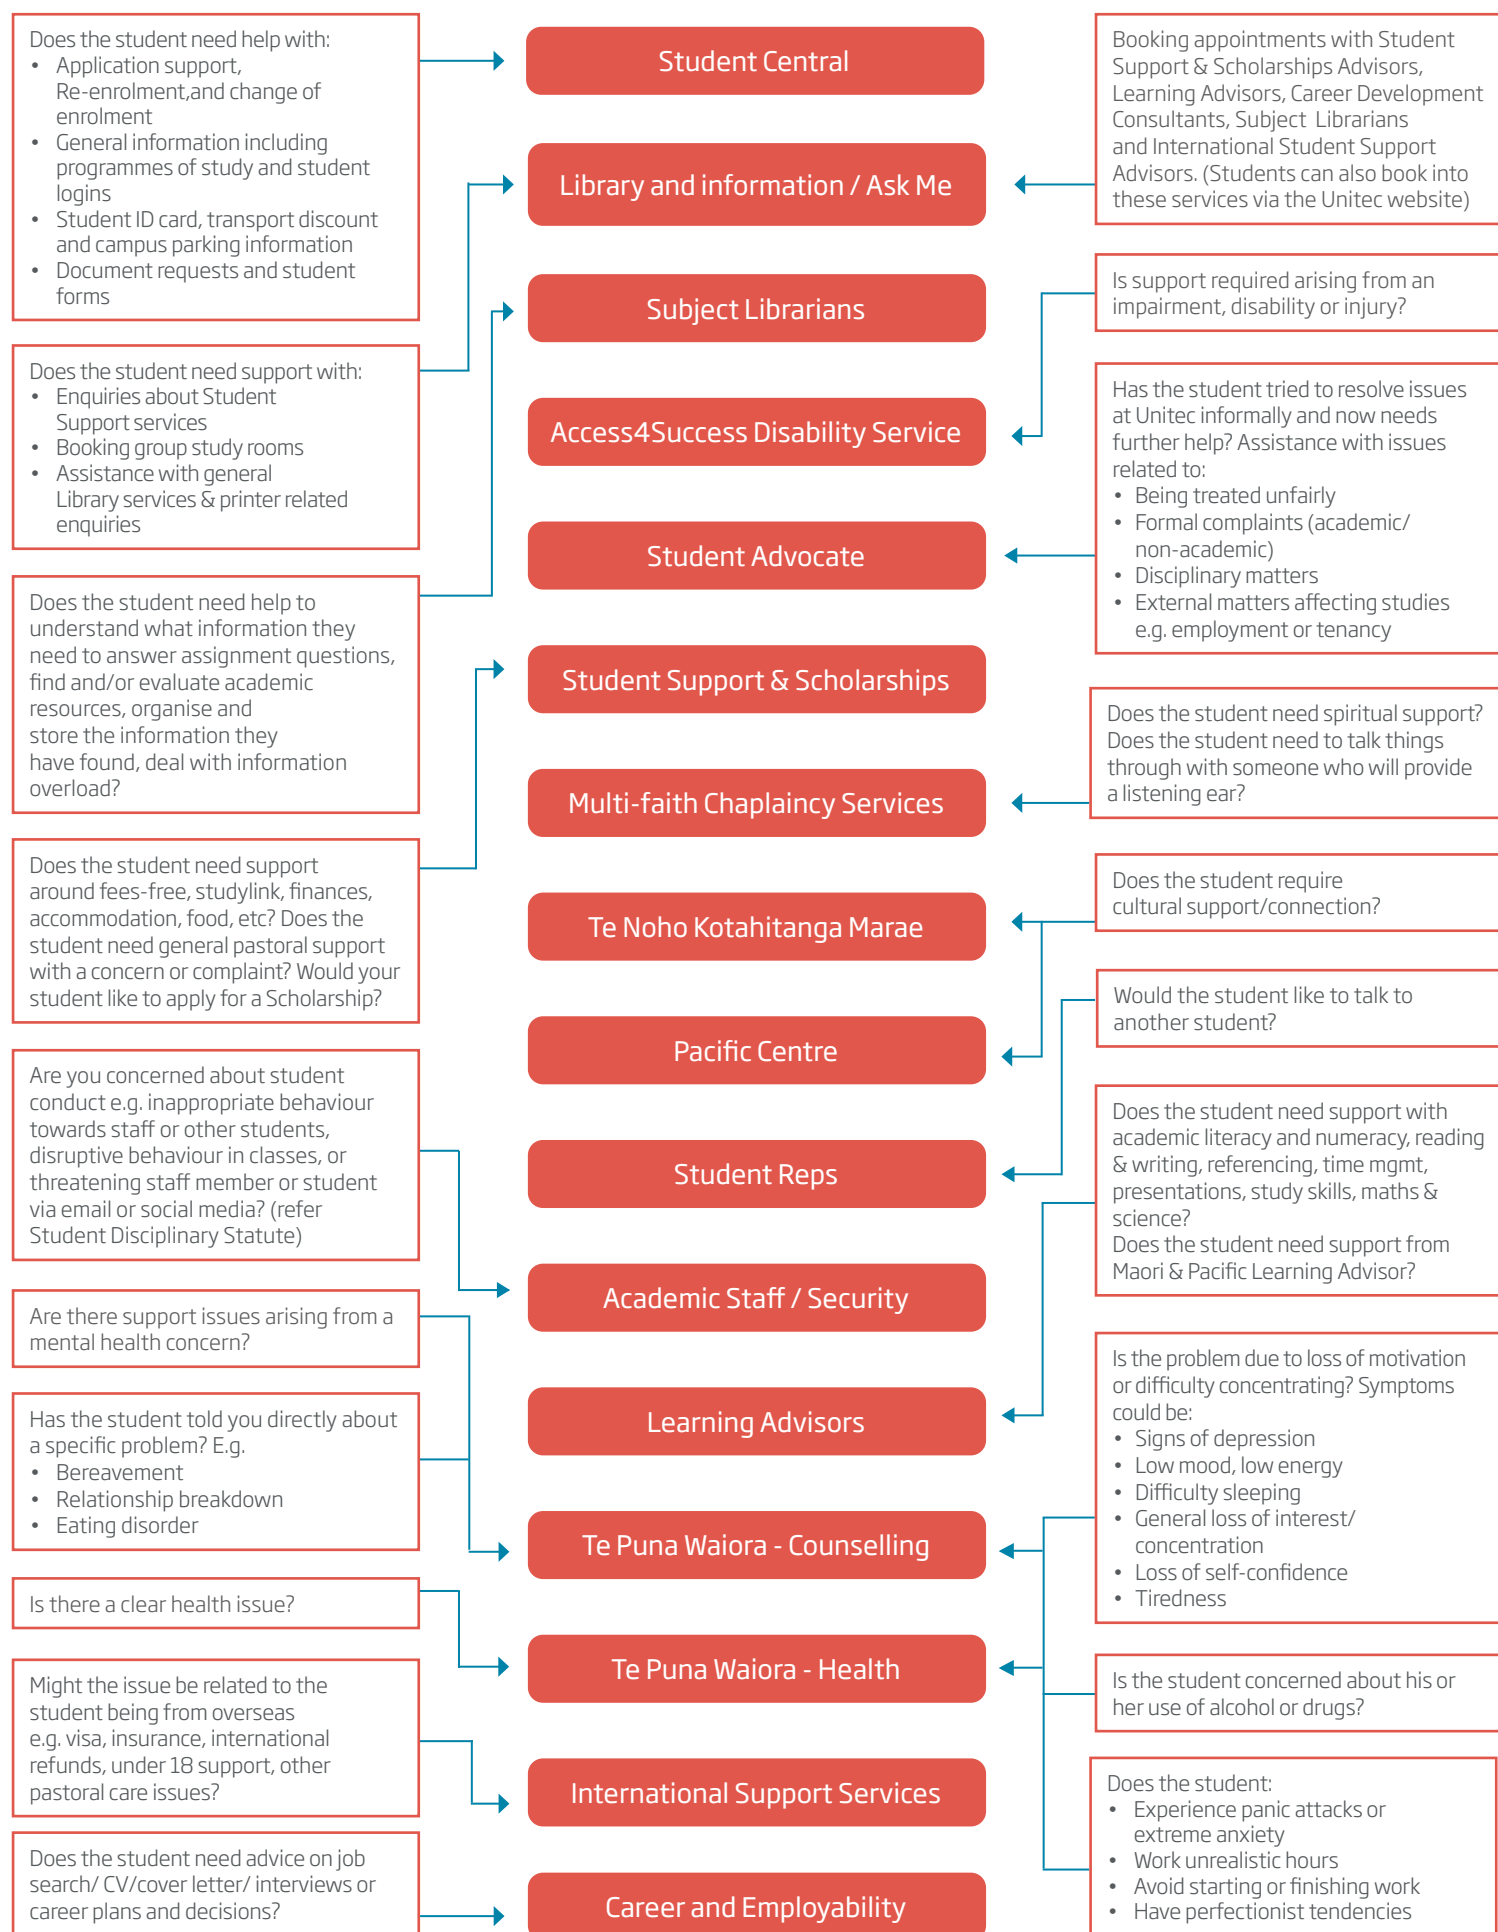 Does the student need help with:
• Application support,
Re-enrolment,and change of
enrolment
• General information including
programmes of study and student
logins
• Student ID card, transport discount
and campus parking information
• Document requests and student
forms
Does the student need support with:
• Enquiries about Student
Support services
• Booking group study rooms
• Assistance with general
Library services & printer related
enquiries
Does the student need help to
understand what information they
need to answer assignment questions,
find and/or evaluate academic
resources, organise and
store the information they
have found, deal with information
overload?
Does the student need support
around fees-free, studylink, finances,
accommodation, food, etc? Does the
student need general pastoral support
with a concern or complaint? Would your
student like to apply for a Scholarship?
Are you concerned about student
conduct e.g. inappropriate behaviour
towards staff or other students,
disruptive behaviour in classes, or
threatening staff member or student
via email or social media? (refer
Student Disciplinary Statute)
Are there support issues arising from a
mental health concern?
Has the student told you directly about
a specific problem? E.g.
• Bereavement
• Relationship breakdown
• Eating disorder
Is there a clear health issue?
Might the issue be related to the
student being from overseas
e.g. visa, insurance, international
refunds, under 18 support, other
pastoral care issues?
Does the student need advice on job
search/ CV/cover letter/ interviews or
career plans and decisions?
Student Central
Library and information / Ask Me
Subject Librarians
Access4Success Disability Service
Student Advocate
Student Support & Scholarships
Multi-faith Chaplaincy Services
Te Noho Kotahitanga Marae
Pacific Centre
Student Reps
Academic Staff / Security
Learning Advisors
Te Puna Waiora - Counselling
Te Puna Waiora - Health
International Support Services
Career and Employability
Booking appointments with Student
Support & Scholarships Advisors,
Learning Advisors, Career Development
Consultants, Subject Librarians
and International Student Support
Advisors. (Students can also book into
these services via the Unitec website)
Is support required arising from an
impairment, disability or injury?
Has the student tried to resolve issues
at Unitec informally and now needs
further help? Assistance with issues
related to:
• Being treated unfairly
• Formal complaints (academic/
non-academic)
• Disciplinary matters
• External matters affecting studies
e.g. employment or tenancy
Does the student need spiritual support?
Does the student need to talk things
through with someone who will provide
a listening ear?
Does the student require
cultural support/connection?
Would the student like to talk to
another student?
Does the student need support with
academic literacy and numeracy, reading
& writing, referencing, time mgmt,
presentations, study skills, maths &
science?
Does the student need support from
Maori & Pacific Learning Advisor?
Is the problem due to loss of motivation
or difficulty concentrating? Symptoms
could be:
• Signs of depression
• Low mood, low energy
• Difficulty sleeping
• General loss of interest/
concentration
• Loss of self-confidence
• Tiredness
Is the student concerned about his or
her use of alcohol or drugs?
Does the student:
• Experience panic attacks or
extreme anxiety
• Work unrealistic hours
• Avoid starting or finishing work
• Have perfectionist tendencies